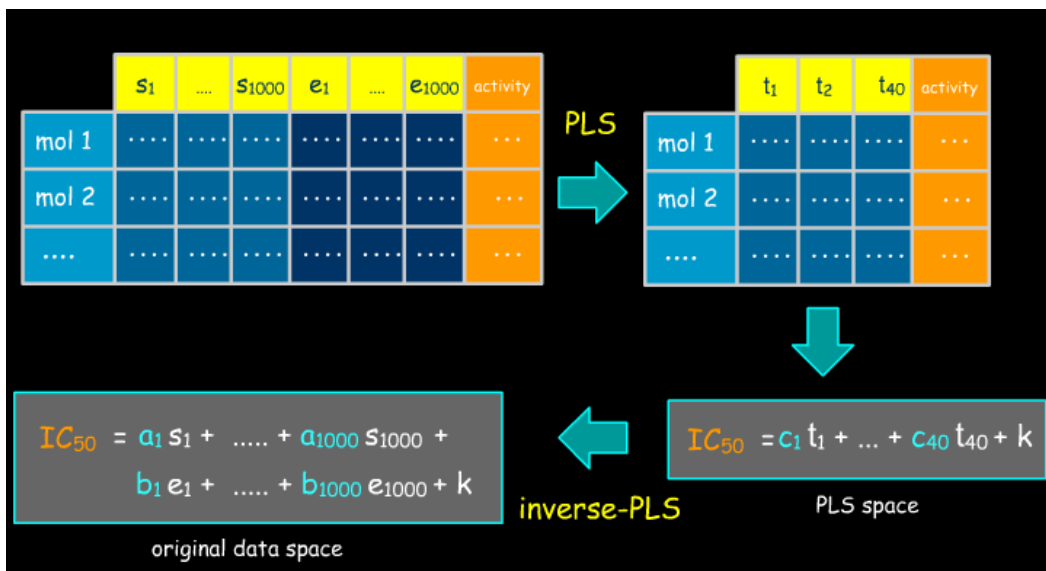 s1 .... s1000 e1 .... e1000 activity
mol 1 .... .... .... .... .... .... ...
mol 2 .... .... .... .... .... .... ...
.... .... .... .... .... .... .... ...
PLS
t1 t2 t40 activity
mol 1 .... .... .... ...
mol 2 .... .... .... ...
.... .... .... .... ...
IC50 = c1 t1 + ... + c40 t40 + k
PLS space
inverse-PLS
IC50 = a1 s1 + ..... + a1000 s1000 +
b1 e1 + ..... + b1000 e1000 + k
original data space